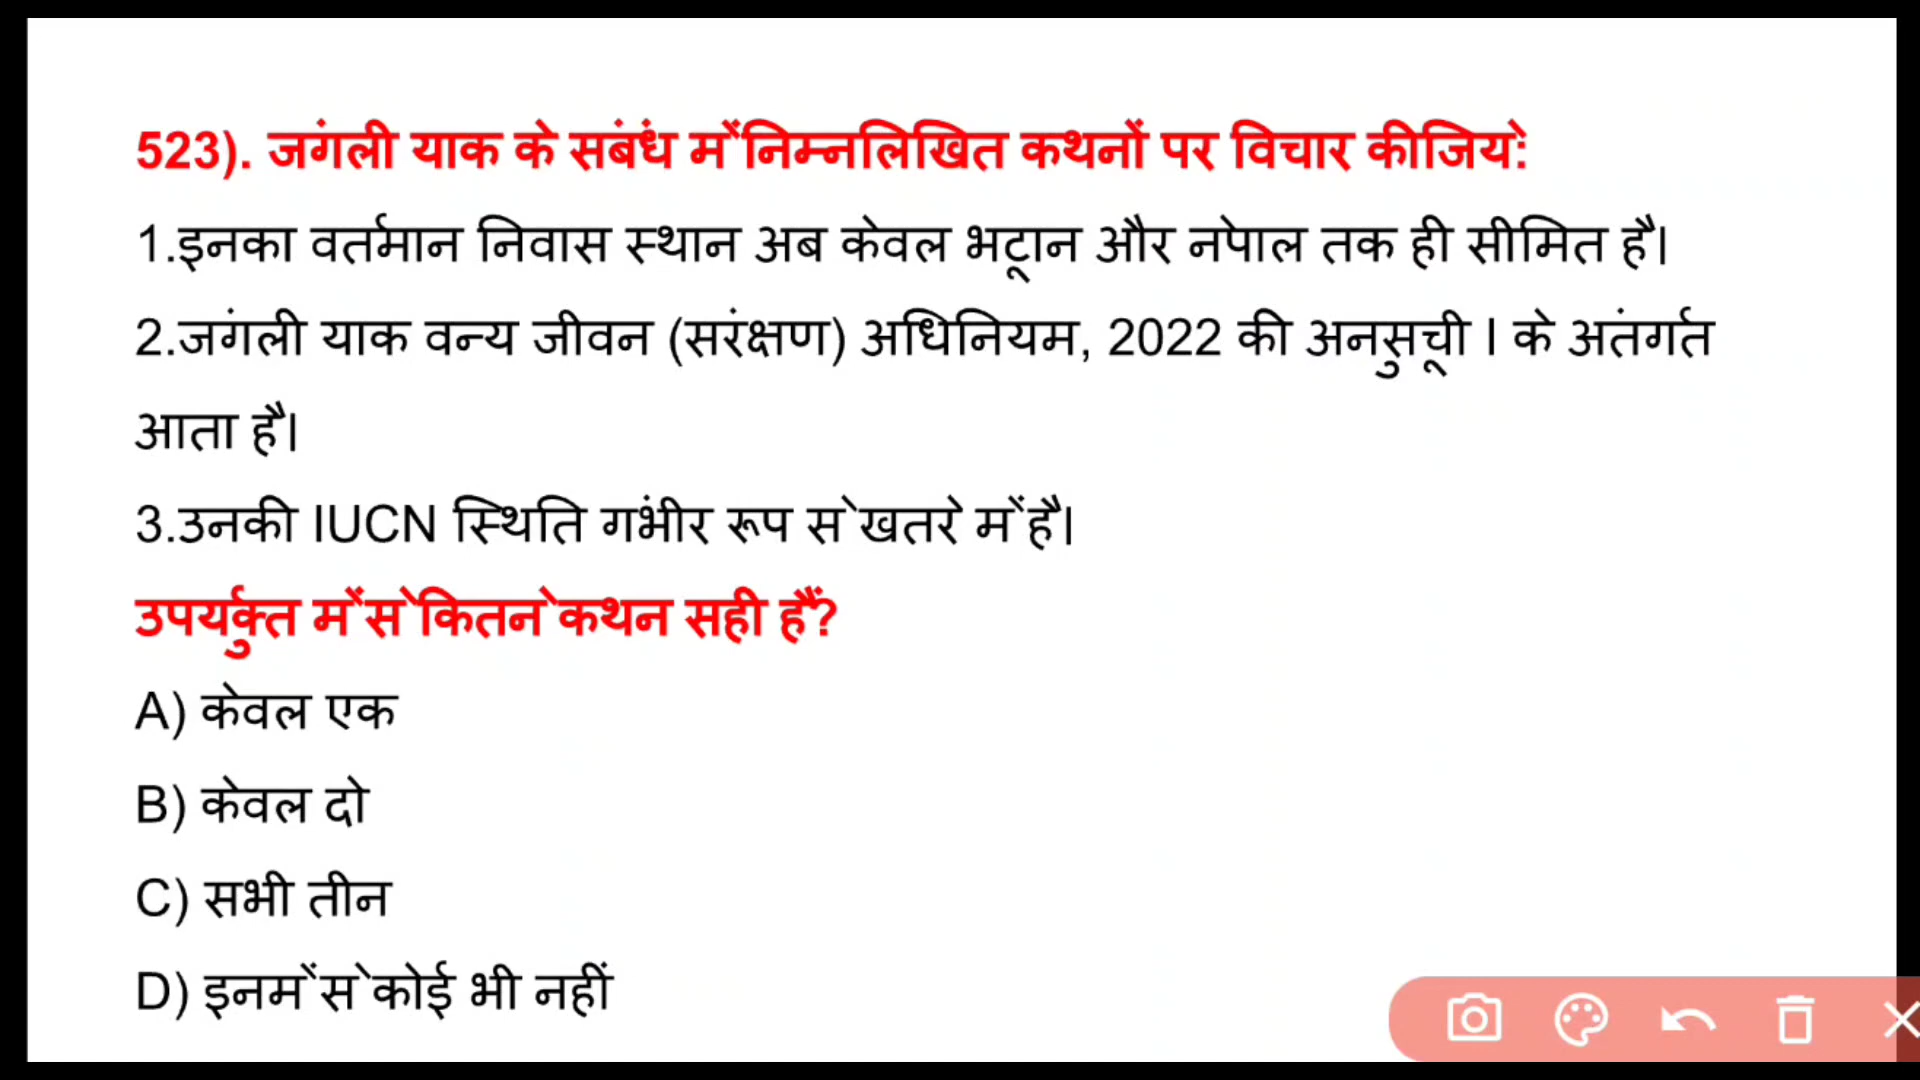 523). जंगली याक के संबंध में निम्नलिखित कथनों पर विचार कीजिये:
1.इनका वर्तमान निवास स्थान अब केवल भूटान और नेपाल तक ही सीमित है।
2.जंगली याक वन्य जीवन (संरक्षण) अधिनियम, 2022 की अनुसूची I के अंतर्गत
आता है।
3.उनकी IUCN स्थिति गंभीर रूप से खतरे में है।
उपर्युक्त में से कितने कथन सही हैं?
A) केवल एक
B) केवल दो
C) सभी तीन
D) इनमें से कोई भी नहीं